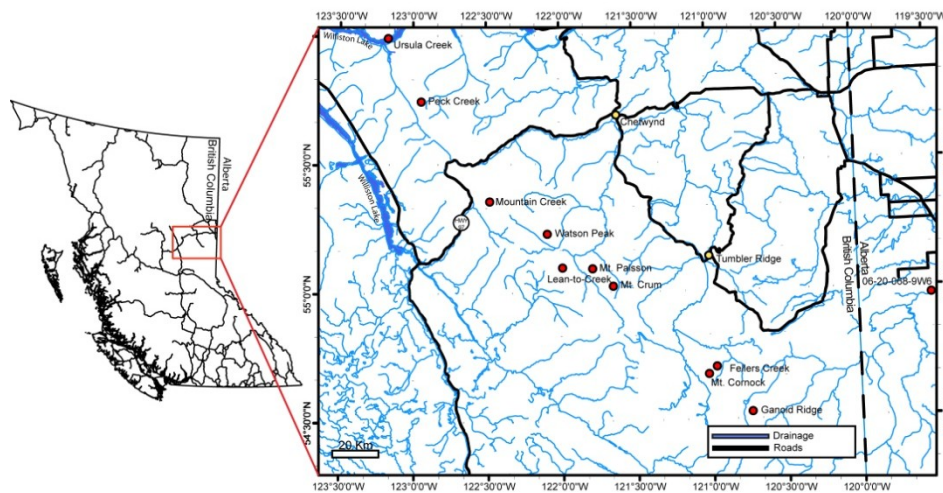 123°30'0"W 123°0'0"W 122°30'0"W 122°0'0"W 121°30'0"W 121°0'0"W 120°30'0"W 120°0'0"W 119°30'0"
Williston Lake
Ursula Creek
Peck Creek
Chetwynd
Alberta
British Columbia
55°30'0"N
Williston Lake
Mountain Creek
Watson Peak
Tumbler Ridge
Mt. Palsson
Lean-to-Creek
Mt. Crum
Alberta
British Columbia
06-20-068-9W6
55°0'0"N
Fellers Creek
Mt. Cornock
Ganoid Ridge
54°30'0"N
20 Km
Drainage
Roads
123°30'0"W 123°0'0"W 122°30'0"W 122°0'0"W 121°30'0"W 121°0'0"W 120°30'0"W 120°0'0"W